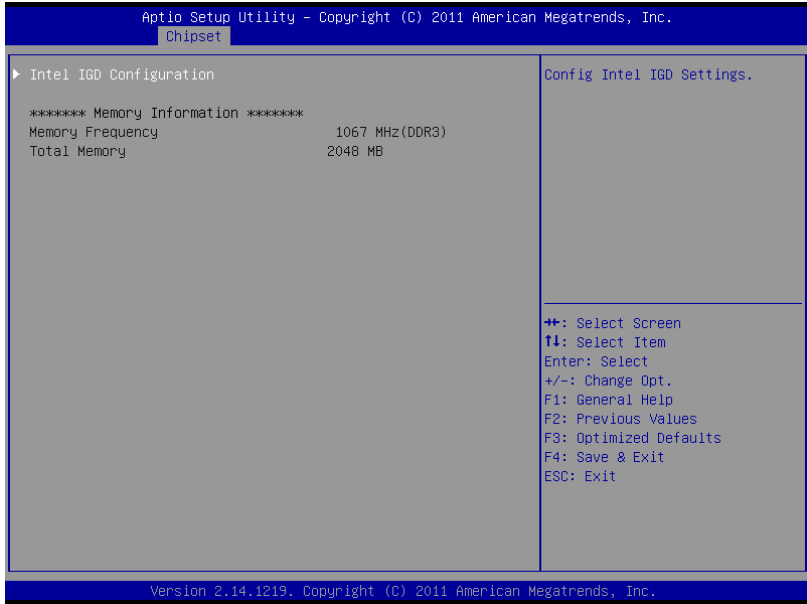 Aptio Setup Utility – Copyright (C) 2011 American Megatrends, Inc.
Chipset
▶ Intel IGD Configuration
******* Memory Information *******
Memory Frequency 1067 MHz(DDR3)
Total Memory 2048 MB
Config Intel IGD Settings.
→←: Select Screen
↑↓: Select Item
Enter: Select
+/-: Change Opt.
F1: General Help
F2: Previous Values
F3: Optimized Defaults
F4: Save & Exit
ESC: Exit
Version 2.14.1219. Copyright (C) 2011 American Megatrends, Inc.